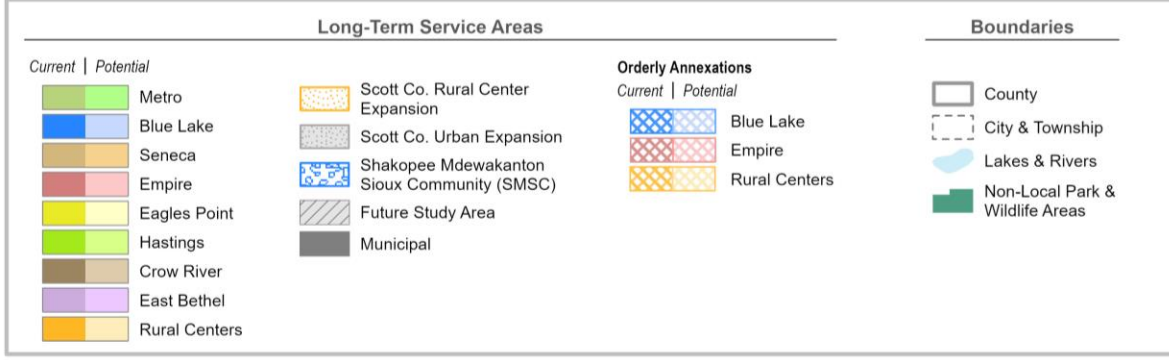 Long-Term Service Areas
Current | Potential
Metro
Blue Lake
Seneca
Empire
Eagles Point
Hastings
Crow River
East Bethel
Rural Centers
Scott Co. Rural Center
Expansion
Scott Co. Urban Expansion
Shakopee Mdewakanton
Sioux Community (SMSC)
Future Study Area
Municipal
Orderly Annexations
Current | Potential
Blue Lake
Empire
Rural Centers
Boundaries
County
City & Township
Lakes & Rivers
Non-Local Park &
Wildlife Areas